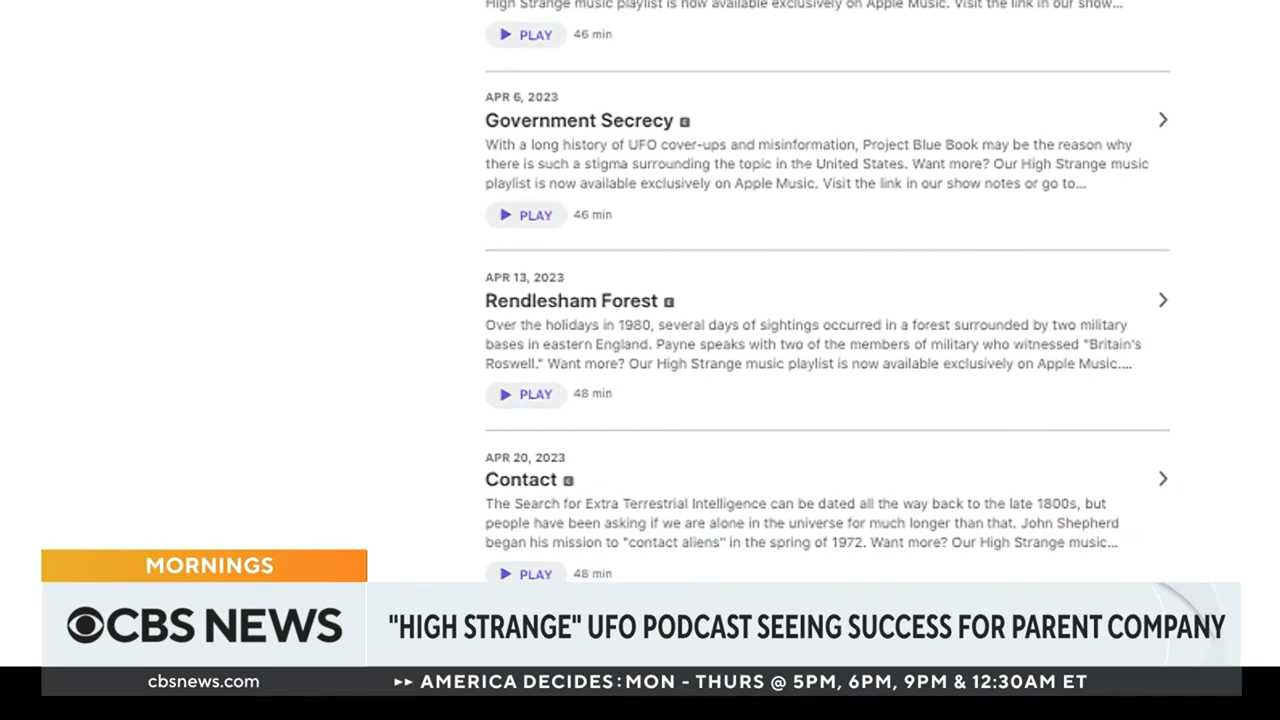 High Strange music playlist is now available exclusively on Apple Music. Visit the link in our show...
PLAY 46 min
APR 6, 2023
Government Secrecy E
With a long history of UFO cover-ups and misinformation, Project Blue Book may be the reason why
there is such a stigma surrounding the topic in the United States. Want more? Our High Strange music
playlist is now available exclusively on Apple Music. Visit the link in our show notes or go to...
PLAY 46 min
APR 13, 2023
Rendlesham Forest E
Over the holidays in 1980, several days of sightings occurred in a forest surrounded by two military
bases in eastern England. Payne speaks with two of the members of military who witnessed "Britain's
Roswell." Want more? Our High Strange music playlist is now available exclusively on Apple Music....
PLAY 48 min
APR 20, 2023
Contact E
The Search for Extra Terrestrial Intelligence can be dated all the way back to the late 1800s, but
people have been asking if we are alone in the universe for much longer than that. John Shepherd
began his mission to "contact aliens" in the spring of 1972. Want more? Our High Strange music...
PLAY 48 min
MORNINGS
CBS NEWS
"HIGH STRANGE" UFO PODCAST SEEING SUCCESS FOR PARENT COMPANY
cbsnews.com
AMERICA DECIDES: MON - THURS @ 5PM, 6PM, 9PM & 12:30AM ET